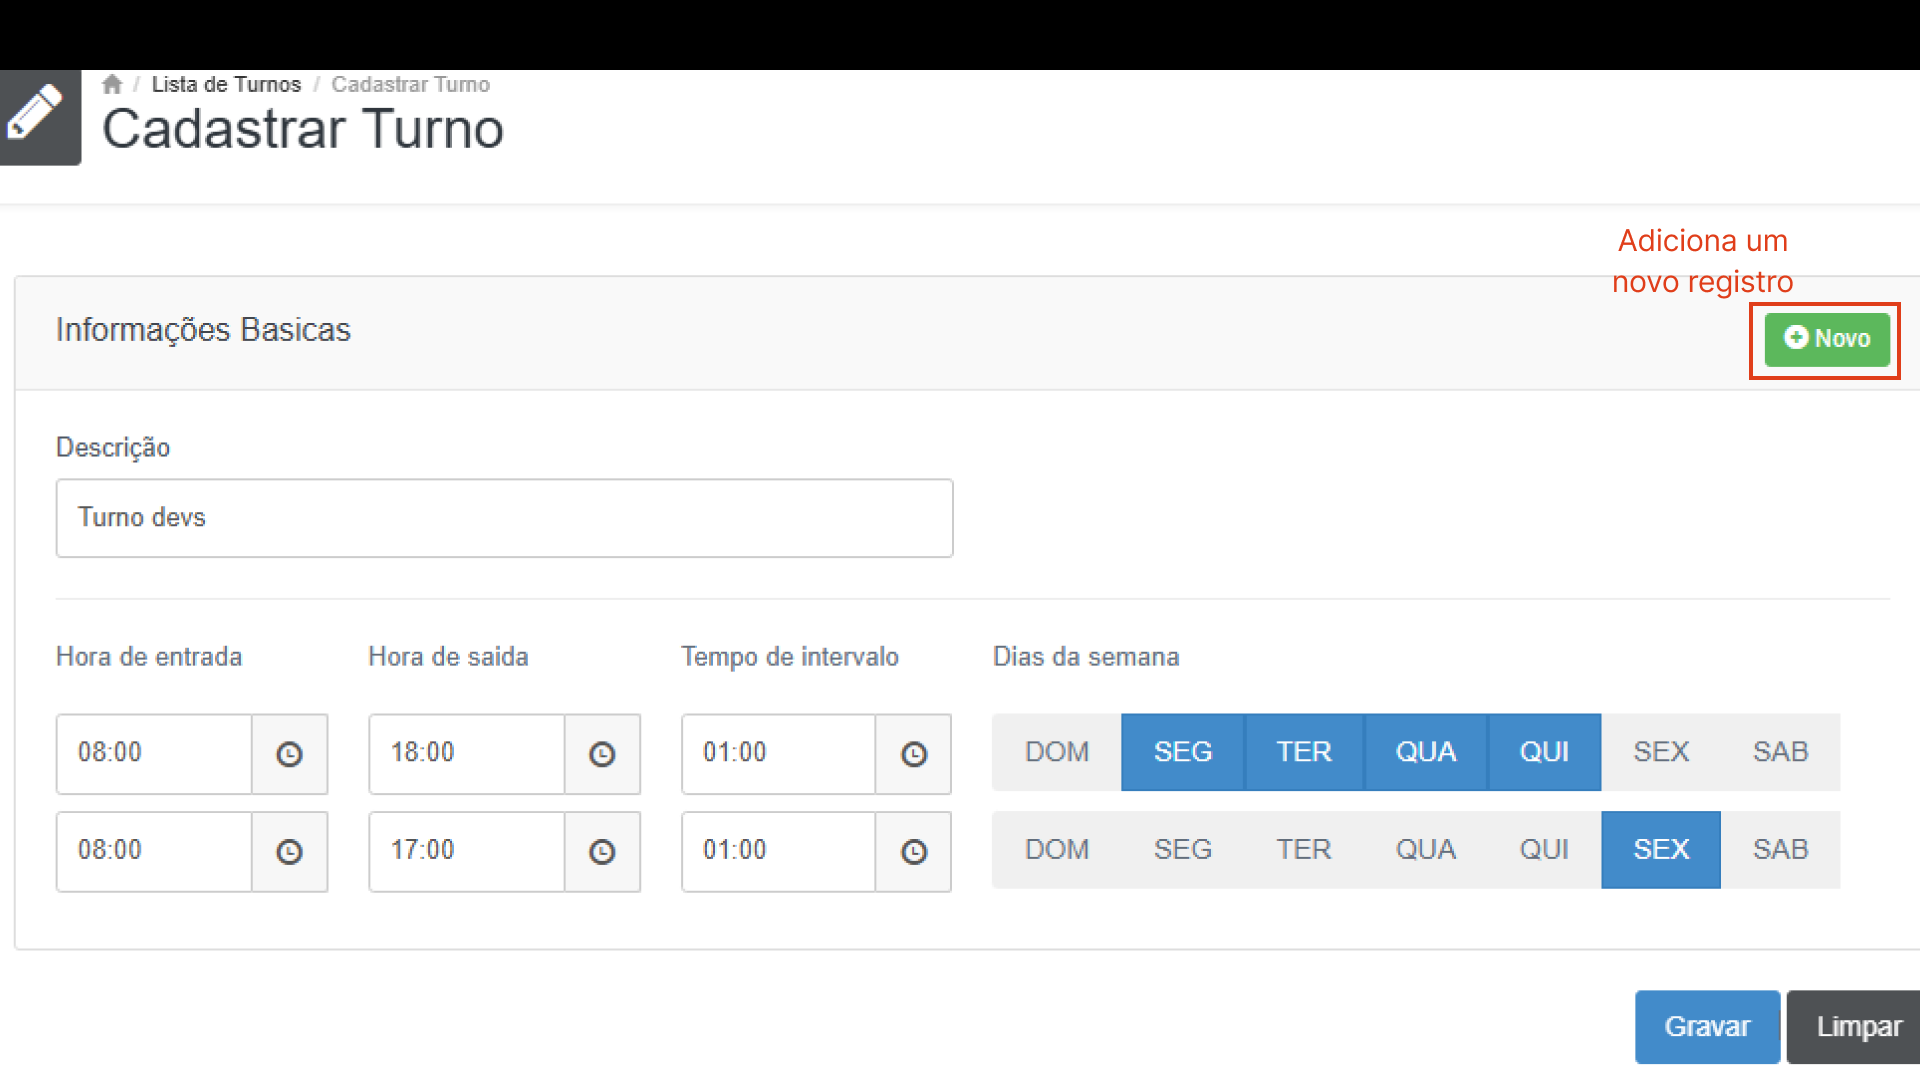 / Lista de Turnos / Cadastrar Turno
Cadastrar Turno
Adiciona um
novo registro
Informações Basicas
Novo
Descrição
Turno devs
Hora de entrada Hora de saida Tempo de intervalo Dias da semana
08:00 18:00 01:00 DOM SEG TER QUA QUI SEX SAB
08:00 17:00 01:00 DOM SEG TER QUA QUI SEX SAB
Gravar Limpar